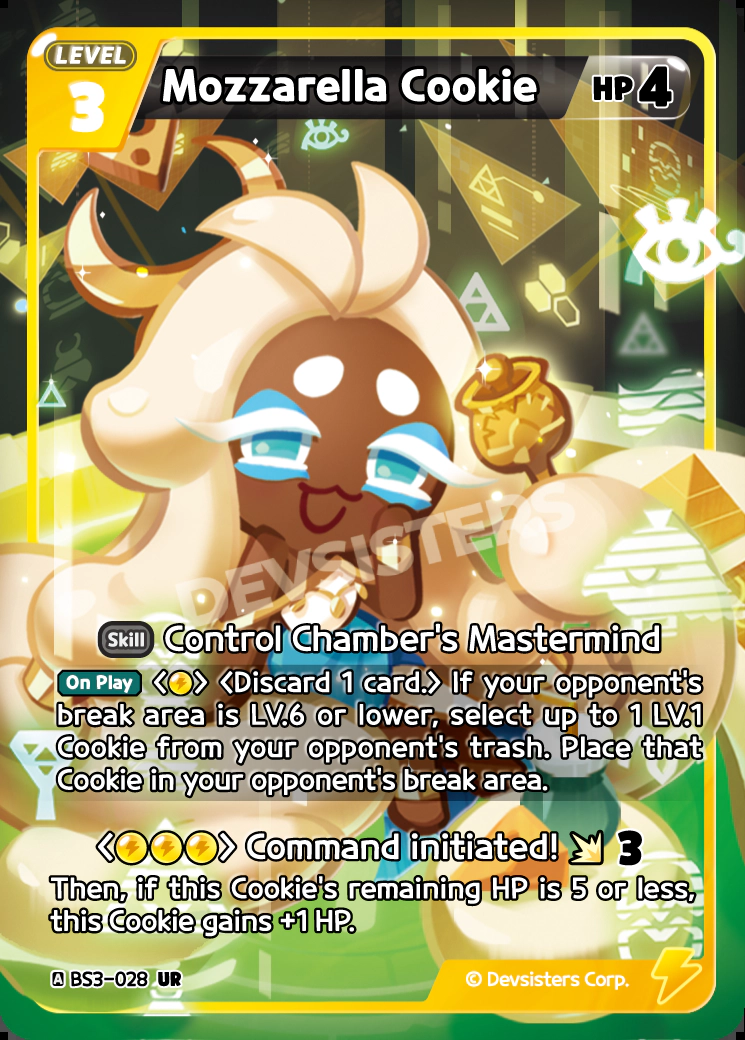 LEVEL
3
Mozzarella Cookie
HP 4
DEVSISTERS
Skill Control Chamber's Mastermind
On Play < > <Discard 1 card.> If your opponent's
break area is LV.6 or lower, select up to 1 LV.1
Cookie from your opponent's trash. Place that
Cookie in your opponent's break area.
< > Command initiated! 3
Then, if this Cookie's remaining HP is 5 or less,
this Cookie gains +1 HP.
A BS3-028 UR
© Devsisters Corp.